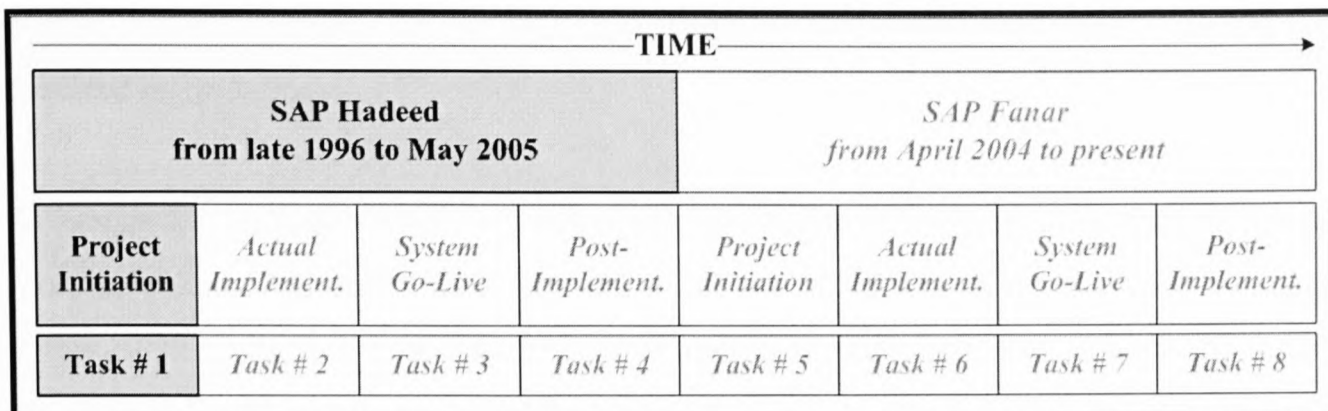 TIME
SAP Hadeed
from late 1996 to May 2005
SAP Fanar
from April 2004 to present
Project Initiation
Actual Implement.
System Go-Live
Post-Implement.
Project Initiation
Actual Implement.
System Go-Live
Post-Implement.
Task # 1
Task # 2
Task # 3
Task # 4
Task # 5
Task # 6
Task # 7
Task # 8